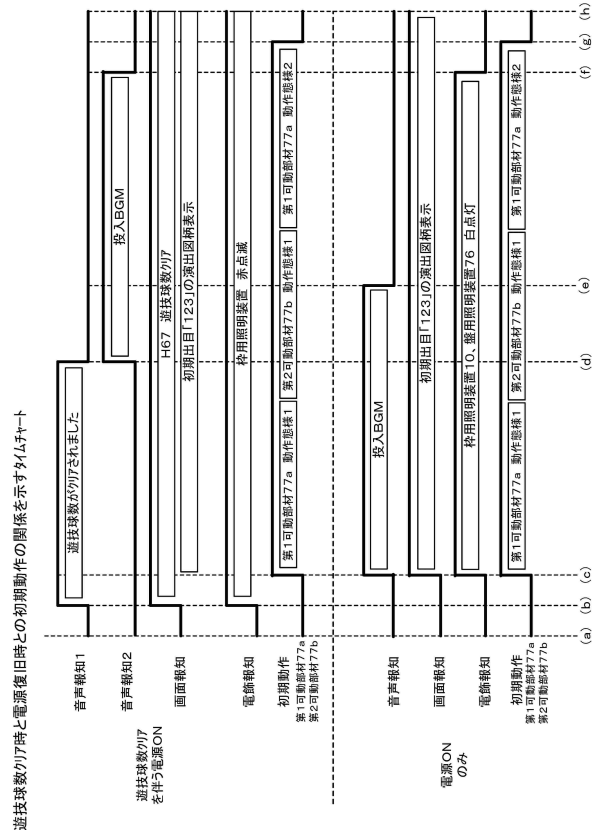 遊技球数クリア時と電源復旧時との初期動作の関係を示すタイムチャート
遊技球数クリア
を伴う電源ON
音声報知1
遊技球数がクリアされました
音声報知2
投入BGM
画面報知
H67 遊技球数クリア
初期出目「123」の演出図柄表示
電飾報知
枠用照明装置 赤点滅
初期動作
第1可動部材77a
第2可動部材77b
第1可動部材77a 動作態様1
第2可動部材77b 動作態様1
第1可動部材77a 動作態様2
電源ON
のみ
音声報知
投入BGM
画面報知
初期出目「123」の演出図柄表示
電飾報知
枠用照明装置10、盤用照明装置76 白点灯
初期動作
第1可動部材77a
第2可動部材77b
第1可動部材77a 動作態様1
第2可動部材77b 動作態様1
第1可動部材77a 動作態様2
(a)
(b)
(c)
(d)
(e)
(f)
(g)
(h)